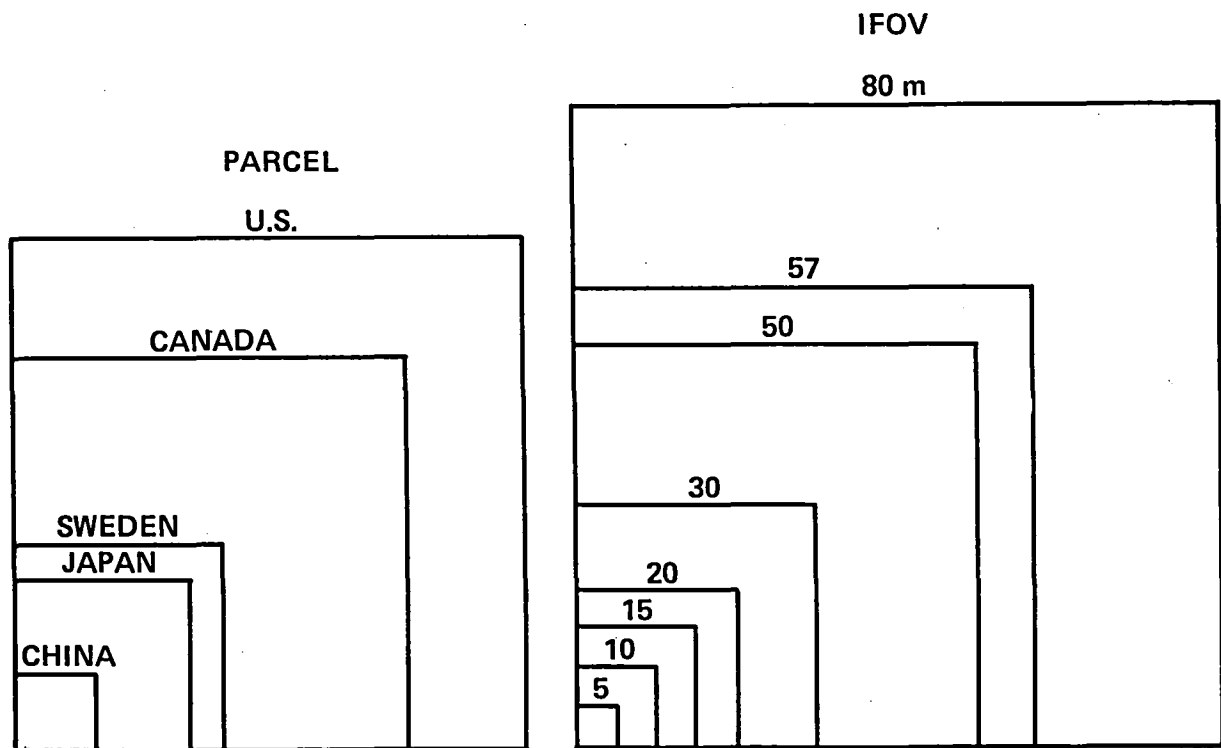 PARCEL
U.S.
CANADA
SWEDEN
JAPAN
CHINA
IFOV
80 m
57
50
30
20
15
10
5